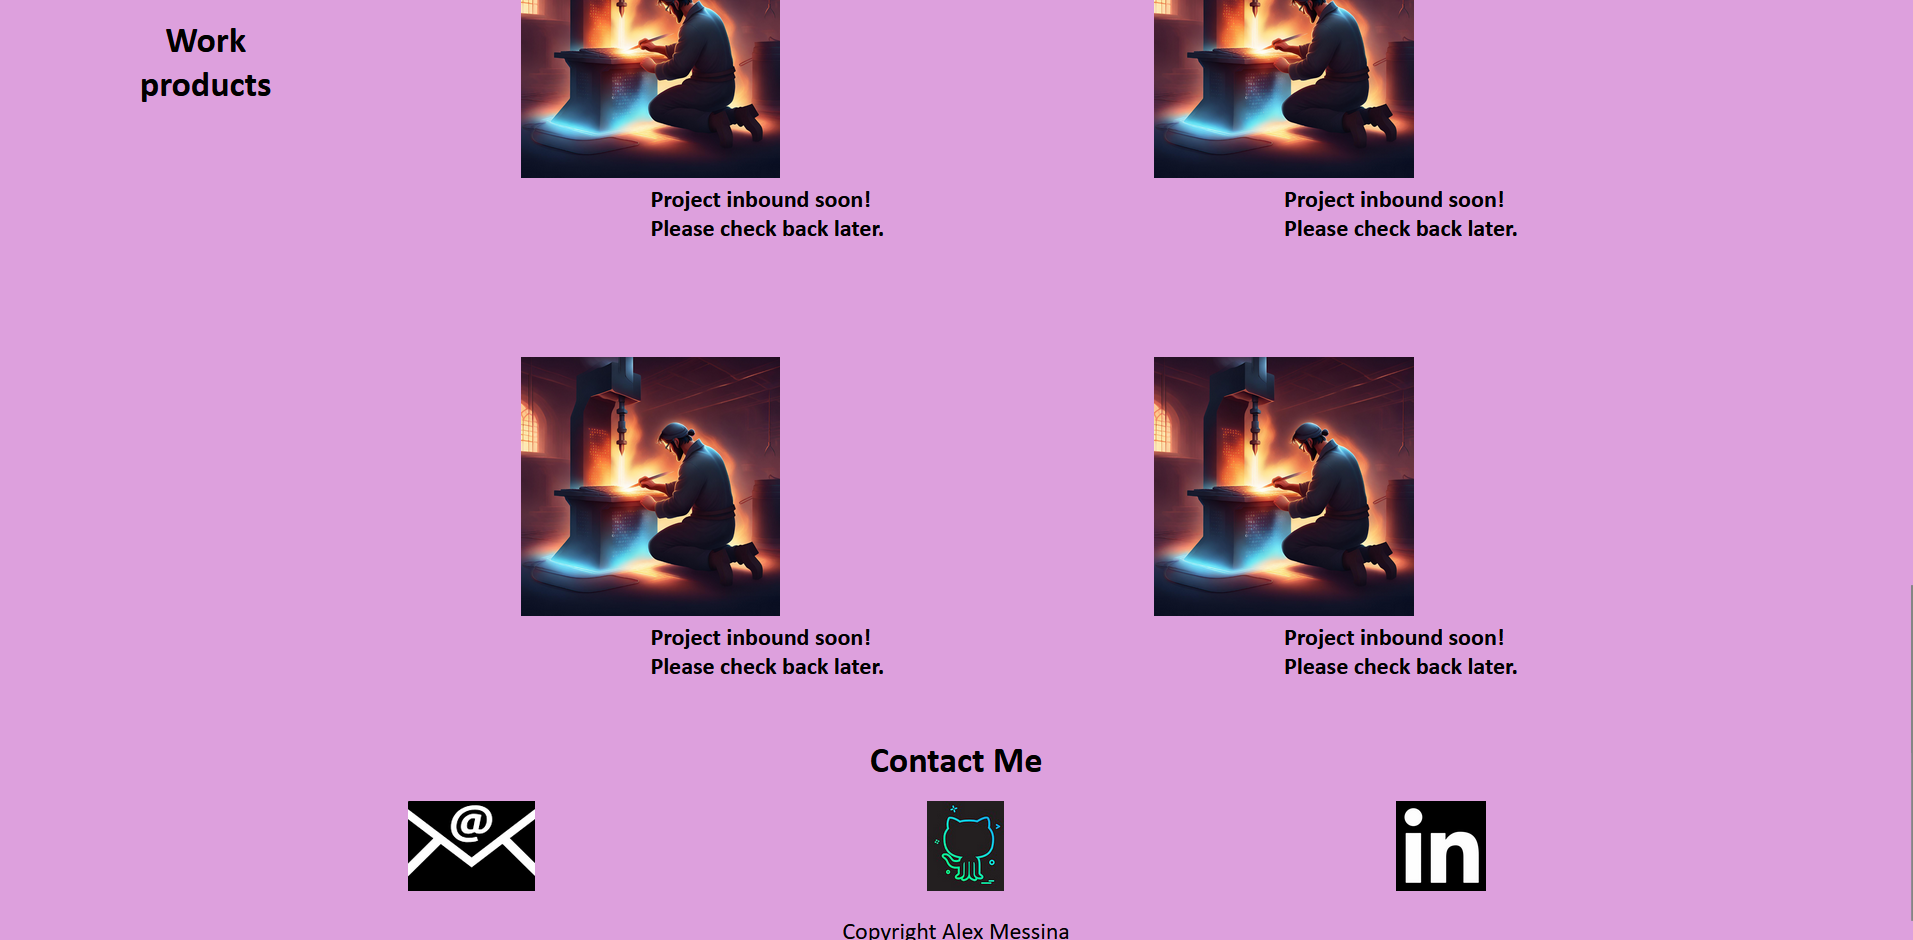 Work
products
Project inbound soon!
Please check back later.
Project inbound soon!
Please check back later.
Project inbound soon!
Please check back later.
Project inbound soon!
Please check back later.
Contact Me
@
in
Copyright Alex Messina